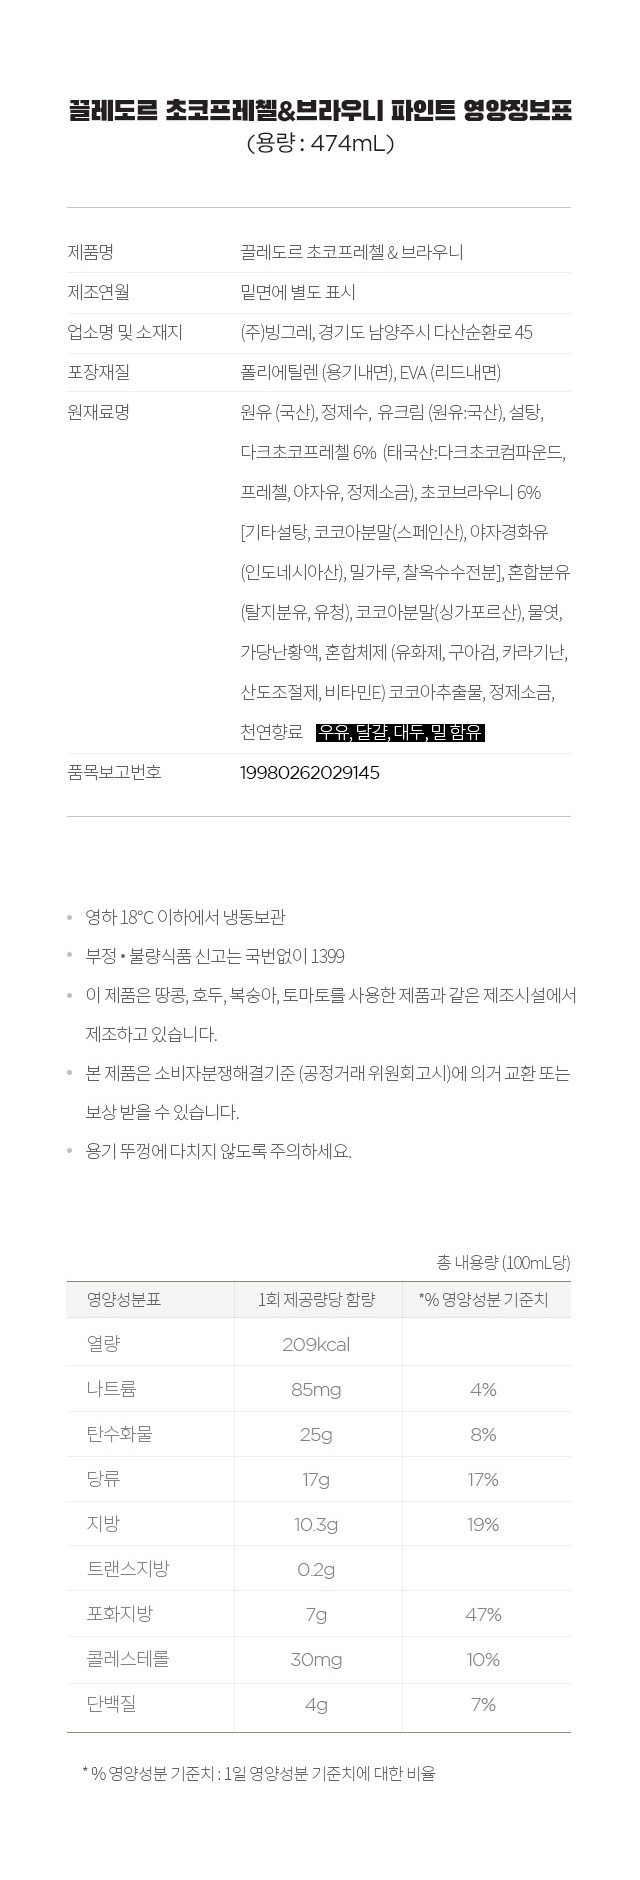 끌레도르 초코프레첼&브라우니 파인트 영양정보표
(용량 : 474mL)
제품명 끌레도르 초코프레첼 & 브라우니
제조연월 밑면에 별도 표시
업소명 및 소재지 (주)빙그레, 경기도 남양주시 다산순환로 45
포장재질 폴리에틸렌 (용기내면), EVA (리드내면)
원재료명 원유 (국산), 정제수, 유크림 (원유:국산), 설탕,
다크초코프레첼 6% (태국산:다크초코컴파운드,
프레첼, 야자유, 정제소금), 초코브라우니 6%
[기타설탕, 코코아분말(스페인산), 야자경화유
(인도네시아산), 밀가루, 찰옥수수전분], 혼합분유
(탈지분유, 유청), 코코아분말(싱가포르산), 물엿,
가당난황액, 혼합체제 (유화제, 구아검, 카라기난,
산도조절제, 비타민E) 코코아추출물, 정제소금,
천연향료 우유, 달걀, 대두, 밀 함유
품목보고번호 19980262029145
• 영하 18°C 이하에서 냉동보관
• 부정 • 불량식품 신고는 국번없이 1399
• 이 제품은 땅콩, 호두, 복숭아, 토마토를 사용한 제품과 같은 제조시설에서
제조하고 있습니다.
• 본 제품은 소비자분쟁해결기준 (공정거래 위원회고시)에 의거 교환 또는
보상 받을 수 있습니다.
• 용기 뚜껑에 다치지 않도록 주의하세요.
총 내용량 (100mL당)
영양성분표 1회 제공량당 함량 *% 영양성분 기준치
열량 209kcal
나트륨 85mg 4%
탄수화물 25g 8%
당류 17g 17%
지방 10.3g 19%
트랜스지방 0.2g
포화지방 7g 47%
콜레스테롤 30mg 10%
단백질 4g 7%
* % 영양성분 기준치 : 1일 영양성분 기준치에 대한 비율